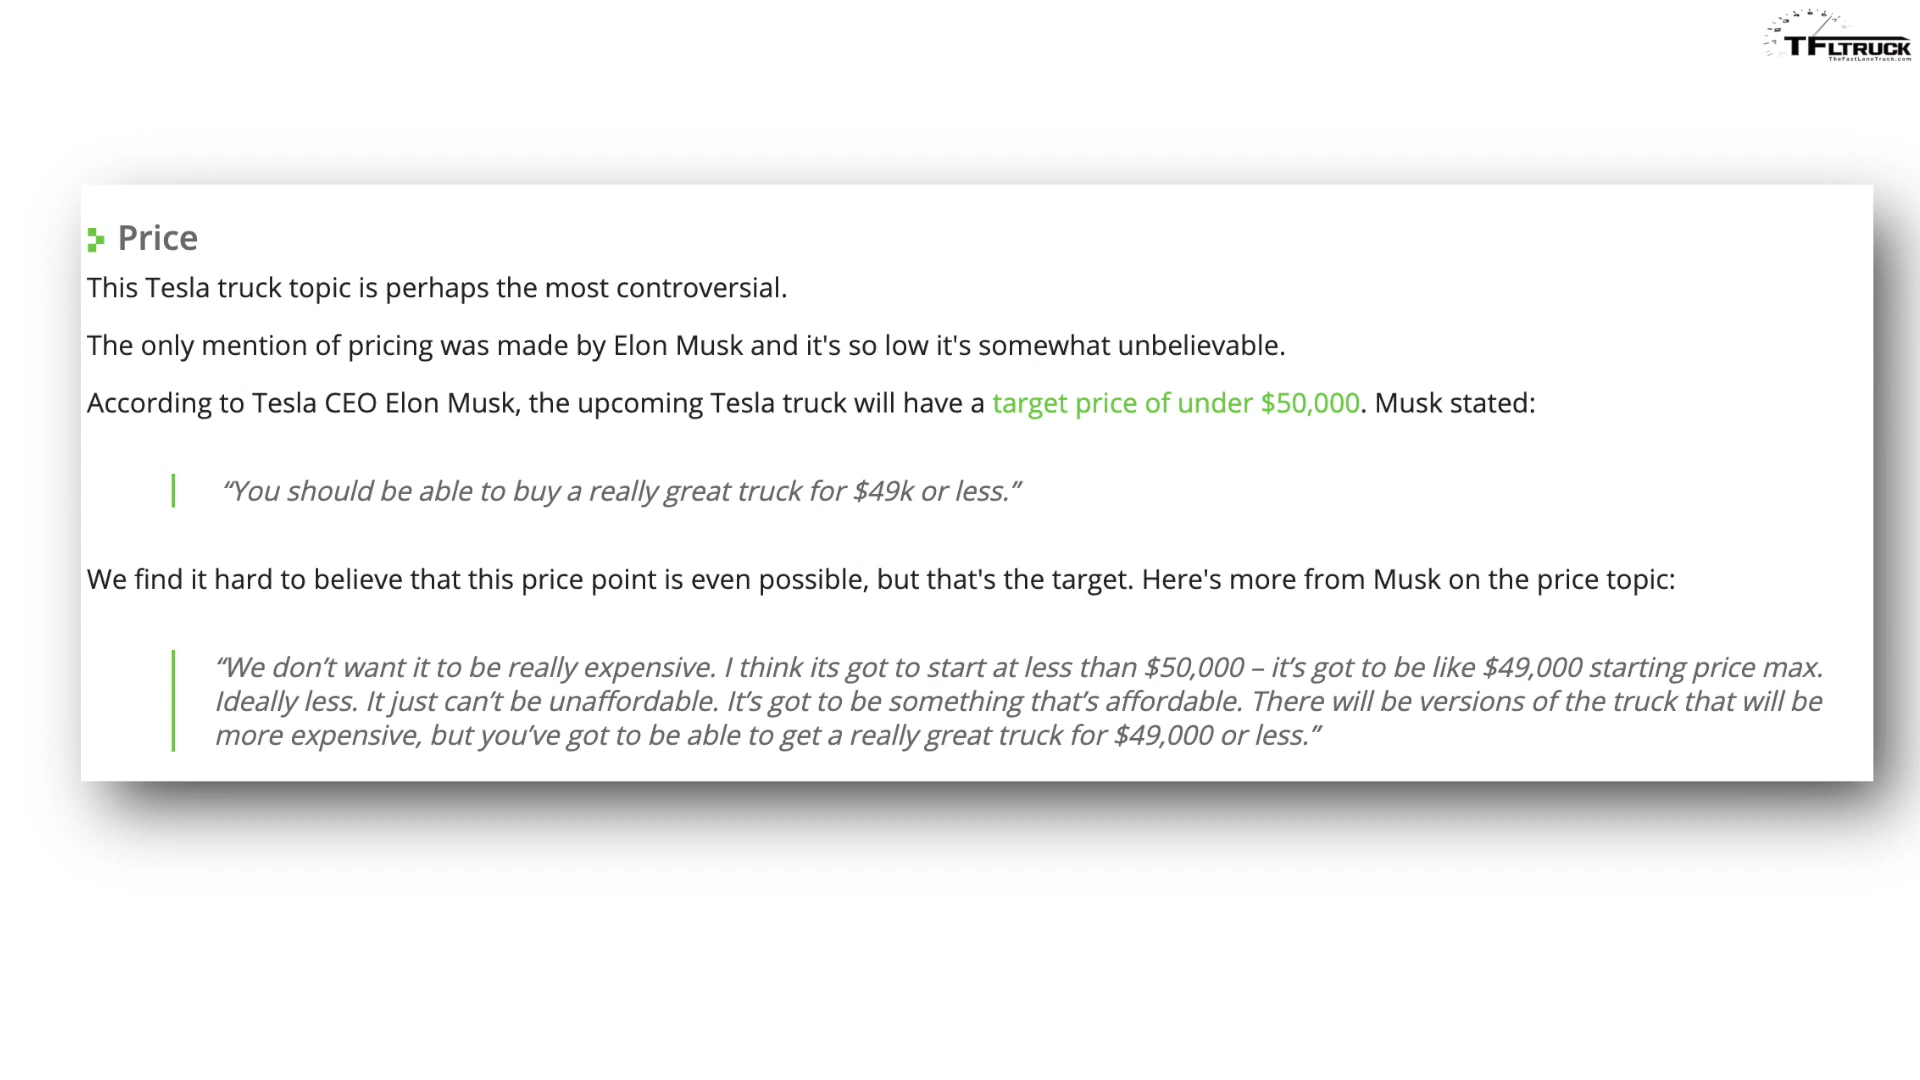 TFLTRUCK
TheFastLaneTruck.com
Price
This Tesla truck topic is perhaps the most controversial.
The only mention of pricing was made by Elon Musk and it's so low it's somewhat unbelievable.
According to Tesla CEO Elon Musk, the upcoming Tesla truck will have a target price of under $50,000. Musk stated:
“You should be able to buy a really great truck for $49k or less.”
We find it hard to believe that this price point is even possible, but that's the target. Here's more from Musk on the price topic:
“We don’t want it to be really expensive. I think its got to start at less than $50,000 – it’s got to be like $49,000 starting price max.
Ideally less. It just can’t be unaffordable. It’s got to be something that’s affordable. There will be versions of the truck that will be
more expensive, but you’ve got to be able to get a really great truck for $49,000 or less.”